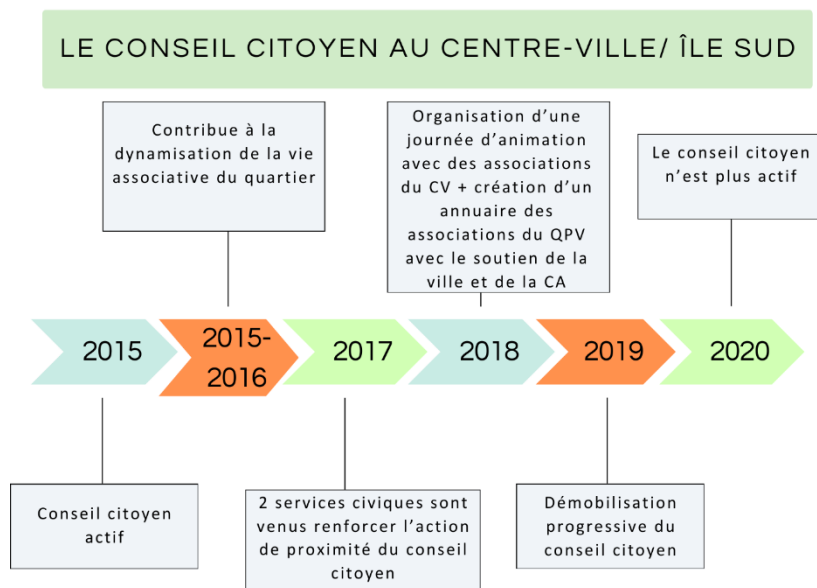 LE CONSEIL CITOYEN AU CENTRE-VILLE/ ÎLE SUD
Contribue à la
dynamisation de la vie
associative du quartier
Organisation d’une
journée d’animation
avec des associations
du CV + création d’un
annuaire des
associations du QPV
avec le soutien de la
ville et de la CA
Le conseil citoyen
n’est plus actif
2015
2015-
2016
2017
2018
2019
2020
Conseil citoyen
actif
2 services civiques sont
venus renforcer l’action
de proximité du conseil
citoyen
Démobilisation
progressive du
conseil citoyen